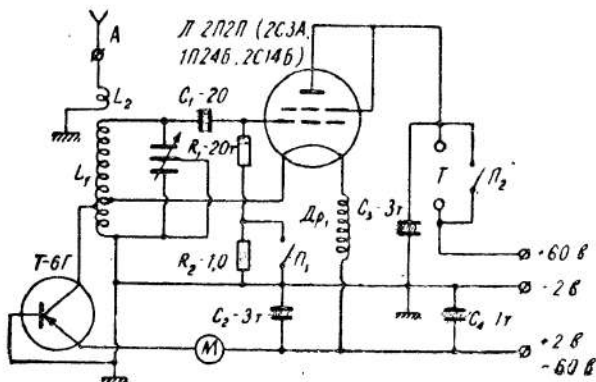 A
Л 2П2П (2С3А,
1П24Б, 2С14Б)
L₂
C₁-20
R₁-20т
L₁
Др₁
C₃-3т
Т
П₂
Т-6Г
R₂-1,0
П₁
C₂-3т
М
C₄-1т
+60 в
-2 в
+2 в
-60 в